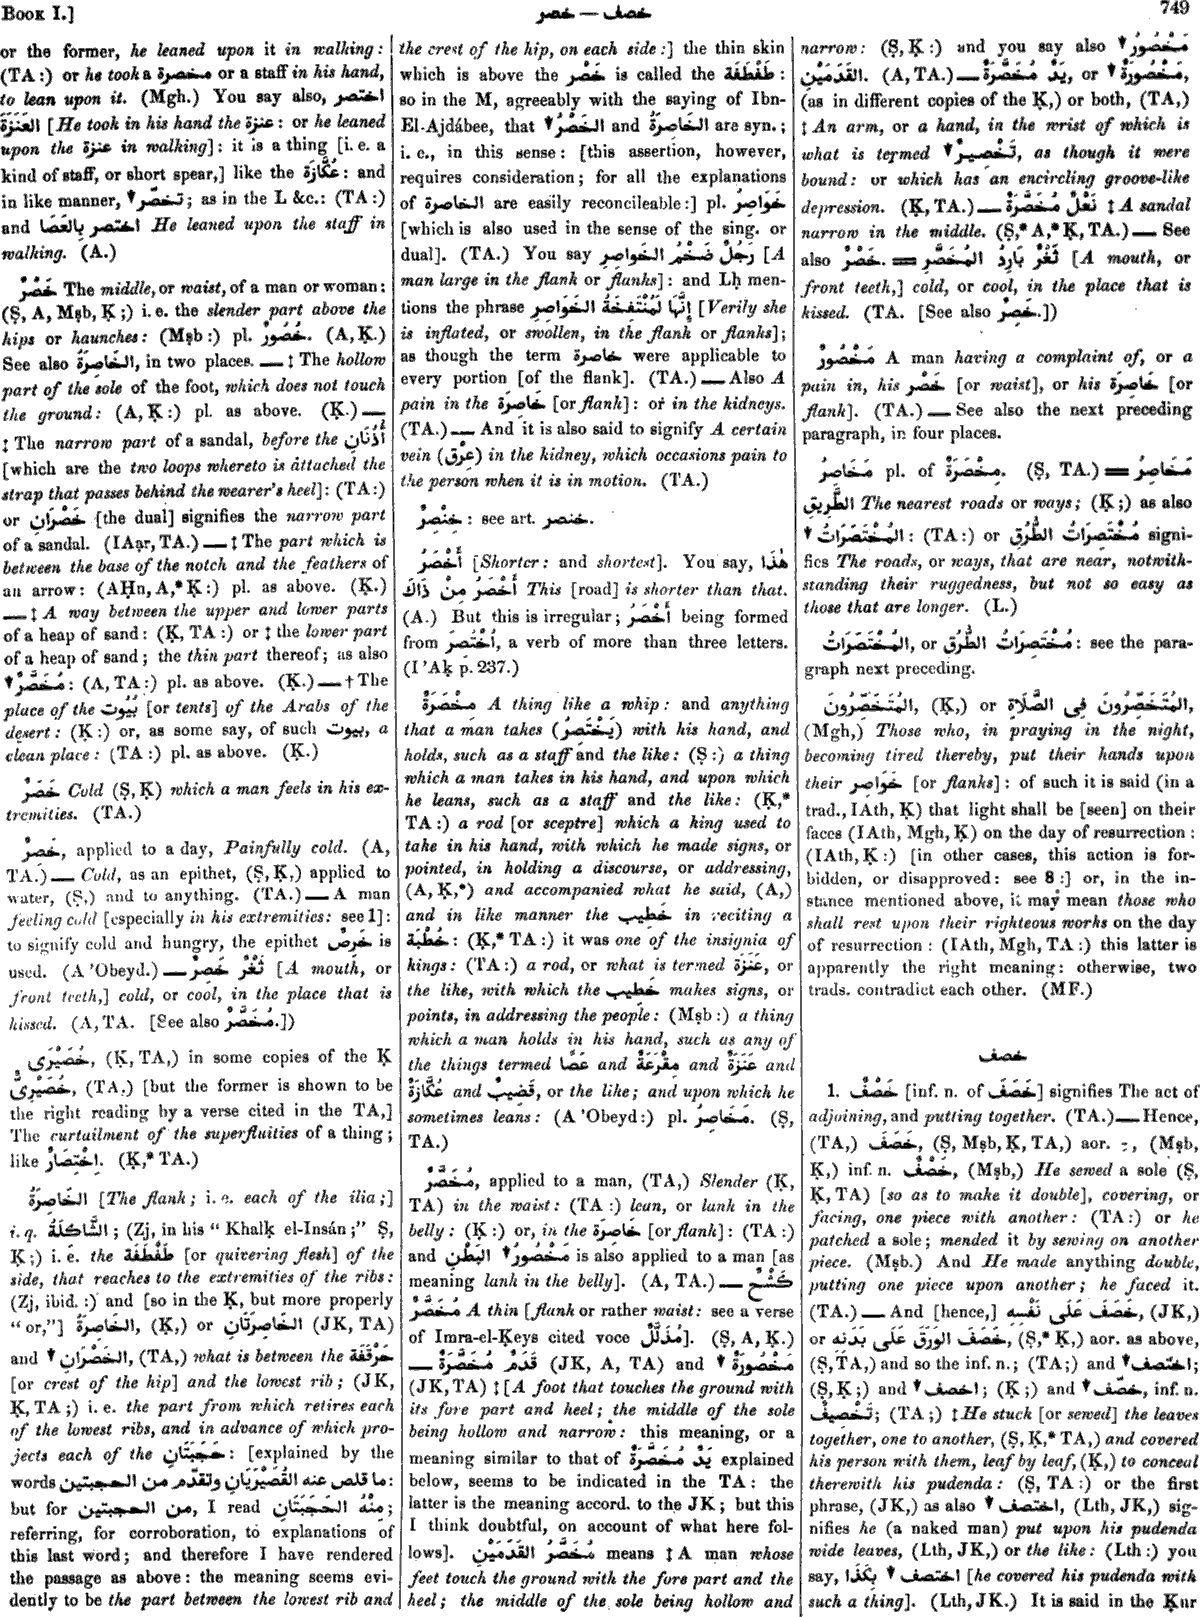 BOOK I.]
خصف — خصر
749
or the former, he leaned upon it in walking:
(TA:) or he took a مخصرة or a staff in his hand,
to lean upon it. (Mgh.) You say also, اختصر
العَنَزَةَ [He took in his hand the عنزة: or he leaned
upon the عنزة in walking]: it is a thing [i. e. a
kind of staff, or short spear,] like the عُكَّازَة: and
in like manner, ▼ تخصّر; as in the L &c.: (TA:)
and اختصر بِالعَصَا He leaned upon the staff in
walking. (A.)
خَصْرٌ The middle, or waist, of a man or woman:
(Ṣ, A, Mṣb, Ḳ;) i. e. the slender part above the
hips or haunches: (Mṣb:) pl. خُصُورٌ. (A, Ḳ.)
See also الخَاصِرَةُ, in two places. — ‡ The hollow
part of the sole of the foot, which does not touch
the ground: (A, Ḳ:) pl. as above. (Ḳ.) —
‡ The narrow part of a sandal, before the أُذُنَانِ
[which are the two loops whereto is attached the
strap that passes behind the wearer's heel]: (TA:)
or خَصْرَانِ [the dual] signifies the narrow part
of a sandal. (IAạr, TA.) — ‡ The part which is
between the base of the notch and the feathers of
an arrow: (AḤn, A,* Ḳ:) pl. as above. (Ḳ.)
— ‡ A way between the upper and lower parts
of a heap of sand: (Ḳ, TA:) or ‡ the lower part
of a heap of sand; the thin part thereof; as also
▼ مُخَصَّرٌ: (A, TA:) pl. as above. (Ḳ.) — † The
place of the بُيُوت [or tents] of the Arabs of the
desert: (Ḳ:) or, as some say, of such بيوت, a
clean place: (TA:) pl. as above. (Ḳ.)
خَصَرٌ Cold (Ṣ, Ḳ) which a man feels in his ex-
tremities. (TA.)
خَصِرٌ, applied to a day, Painfully cold. (A,
TA.) — Cold, as an epithet, (Ṣ, Ḳ,) applied to
water, (Ṣ,) and to anything. (TA.) — A man
feeling cold [especially in his extremities: see 1]:
to signify cold and hungry, the epithet خَرِصٌ is
used. (A 'Obeyd.) — ثَغْرٌ خَصِرٌ [A mouth, or
front teeth,] cold, or cool, in the place that is
kissed. (A, TA. [See also مُخَصَّرٌ.])
خُصَيْرَى, (Ḳ, TA,) in some copies of the Ḳ
خُصَيْرِىٌّ, (TA,) [but the former is shown to be
the right reading by a verse cited in the TA,]
The curtailment of the superfluities of a thing;
like اِخْتِصَارٌ. (Ḳ,* TA.)
الخَاصِرَةُ [The flank; i. e. each of the ilia;]
i. q. الشَّاكِلَةُ; (Zj, in his “Khalḳ el-Insán;” Ṣ,
Ḳ;) i. e. the طَفْطَفَة [or quivering flesh] of the
side, that reaches to the extremities of the ribs:
(Zj, ibid.:) and [so in the Ḳ, but more properly
“or,”] الخَاصِرَةُ, (Ḳ,) or الخَاصِرَتَانِ (JK, TA)
and ▼ الخَصْرَانِ, (TA,) what is between the حَرْقَفَة
[or crest of the hip] and the lowest rib; (JK,
Ḳ, TA;) i. e. the part from which retires each
of the lowest ribs, and in advance of which pro-
jects each of the حَجَبَتَانِ: [explained by the
words ما قلص عنه القُصَيْرَيَانِ وتقدّم من الحجبتين:
but for من الحجبتين, I read مِنْهُ الحَجَبَتَانِ;
referring, for corroboration, to explanations of
this last word; and therefore I have rendered
the passage as above: the meaning seems evi-
dently to be the part between the lowest rib and
the crest of the hip, on each side:] the thin skin
which is above the خَصْر is called the طَفْطَفَة:
so in the M, agreeably with the saying of Ibn-
El-Ajdábee, that ▼ الخَصْرُ and الخَاصِرَةُ are syn.;
i. e., in this sense: [this assertion, however,
requires consideration; for all the explanations
of الخاصرة are easily reconcileable:] pl. خَوَاصِرُ
[which is also used in the sense of the sing. or
dual]. (TA.) You say رَجُلٌ ضَخْمُ الخَوَاصِرِ [A
man large in the flank or flanks]: and Lḥ men-
tions the phrase إِنَّهَا لَمُنْتَفِخَةُ الخَوَاصِرِ [Verily she
is inflated, or swollen, in the flank or flanks];
as though the term خاصرة were applicable to
every portion [of the flank]. (TA.) — Also A
pain in the خَاصِرَة [or flank]: or in the kidneys.
(TA.) — And it is also said to signify A certain
vein (عِرْق) in the kidney, which occasions pain to
the person when it is in motion. (TA.)
خِنْصِرٌ: see art. خنصر.
أَخْصَرُ [Shorter: and shortest]. You say, هٰذَا
أَخْصَرُ مِنْ ذَاكَ This [road] is shorter than that.
(A.) But this is irregular; أَخْصَرُ being formed
from اُخْتُصِرَ, a verb of more than three letters.
(I 'Aḳ p. 237.)
مِخْصَرَةٌ A thing like a whip: and anything
that a man takes (يَخْتَصِرُ) with his hand, and
holds, such as a staff and the like: (Ṣ:) a thing
which a man takes in his hand, and upon which
he leans, such as a staff and the like: (Ḳ,*
TA:) a rod [or sceptre] which a king used to
take in his hand, with which he made signs, or
pointed, in holding a discourse, or addressing,
(A, Ḳ,*) and accompanied what he said, (A,)
and in like manner the خَطِيب in reciting a
خُطْبَة: (Ḳ,* TA:) it was one of the insignia of
kings: (TA:) a rod, or what is termed عَنَزَة, or
the like, with which the خطيب makes signs, or
points, in addressing the people: (Mṣb:) a thing
which a man holds in his hand, such as any of
the things termed عَصًا and مِقْرَعَةٌ and عَنَزَةٌ and
عُكَّازَةٌ and قَضِيبٌ, or the like; and upon which he
sometimes leans: (A 'Obeyd:) pl. مَخَاصِرُ. (Ṣ,
TA.)
مُخَصَّرٌ, applied to a man, (TA,) Slender (Ḳ,
TA) in the waist: (TA:) lean, or lank in the
belly: (Ḳ:) or, in the خَاصِرَة [or flank]: (TA:)
and ▼ مَخْصُورُ البَطْنِ is also applied to a man [as
meaning lank in the belly]. (A, TA.) — كَشْحٌ
مُخَصَّرٌ A thin [flank or rather waist: see a verse
of Imra-el-Ḳeys cited voce مُذَلَّلٌ]. (Ṣ, A, Ḳ.)
— قَدَمٌ مُخَصَّرَةٌ (JK, A, TA) and ▼ مَخْصُورَةٌ
(JK, TA) ‡ [A foot that touches the ground with
its fore part and heel; the middle of the sole
being hollow and narrow: this meaning, or a
meaning similar to that of يَدٌ مُخَصَّرَةٌ explained
below, seems to be indicated in the TA: the
latter is the meaning accord. to the JK; but this
I think doubtful, on account of what here fol-
lows]. مُخَصَّرُ القَدَمَيْنِ means ‡ A man whose
feet touch the ground with the fore part and the
heel; the middle of the sole being hollow and
narrow: (Ṣ, Ḳ:) and you say also ▼ مَخْصُورُ
القَدَمَيْنِ. (A, TA.) — يَدٌ مُخَصَّرَةٌ, or ▼ مَخْصُورَةٌ,
(as in different copies of the Ḳ,) or both, (TA,)
‡ An arm, or a hand, in the wrist of which is
what is termed ▼ تَخْصِيرٌ, as though it were
bound: or which has an encircling groove-like
depression. (Ḳ, TA.) — نَعْلٌ مُخَصَّرَةٌ ‡ A sandal
narrow in the middle. (Ṣ,* A,* Ḳ, TA.) — See
also خَصْرٌ. = ثَغْرٌ بَارِدُ المُخَصَّرِ [A mouth, or
front teeth,] cold, or cool, in the place that is
kissed. (TA. [See also خَصِرٌ.])
مَخْصُورٌ A man having a complaint of, or a
pain in, his خَصْر [or waist], or his خَاصِرَة [or
flank]. (TA.) — See also the next preceding
paragraph, in four places.
مَخَاصِرُ pl. of مِخْصَرَةٌ. (Ṣ, TA.) = مَخَاصِرُ
الطَّرِيقِ The nearest roads or ways; (Ḳ;) as also
▼ المُخْتَصَرَاتُ: (TA:) or مُخْتَصَرَاتُ الطُّرُقِ signi-
fies The roads, or ways, that are near, notwith-
standing their ruggedness, but not so easy as
those that are longer. (L.)
المُخْتَصَرَاتُ, or مُخْتَصَرَاتُ الطُّرُقِ: see the para-
graph next preceding.
المُتَخَصِّرُونَ, (Ḳ,) or المُتَخَصِّرُونَ فِى الصَّلَاةِ,
(Mgh,) Those who, in praying in the night,
becoming tired thereby, put their hands upon
their خَوَاصِر [or flanks]: of such it is said (in a
trad., IAth, Ḳ) that light shall be [seen] on their
faces (IAth, Mgh, Ḳ) on the day of resurrection:
(IAth, Ḳ:) [in other cases, this action is for-
bidden, or disapproved: see 8:] or, in the in-
stance mentioned above, it may mean those who
shall rest upon their righteous works on the day
of resurrection: (IAth, Mgh, TA:) this latter is
apparently the right meaning: otherwise, two
trads. contradict each other. (MF.)
خصف
1. خَصْفٌ [inf. n. of خَصَفَ] signifies The act of
adjoining, and putting together. (TA.) — Hence,
(TA,) خَصَفَ, (Ṣ, Mṣb, Ḳ, TA,) aor. ـِ, (Mṣb,
Ḳ,) inf. n. خَصْفٌ, (Mṣb,) He sewed a sole (Ṣ,
Ḳ, TA) [so as to make it double], covering, or
facing, one piece with another: (TA:) or he
patched a sole; mended it by sewing on another
piece. (Mṣb.) And He made anything double,
putting one piece upon another; he faced it.
(TA.) — And [hence,] خَصَفَ عَلَى نَفْسِهِ, (JK,)
or خَصَفَ الوَرَقَ عَلَى بَدَنِهِ, (Ṣ,* Ḳ,) aor. as above,
(Ṣ, TA,) and so the inf. n.; (TA;) and ▼ اختصف;
(Ṣ, Ḳ;) and ▼ اخصف; (Ḳ;) and ▼ خصّف, inf. n.
تَخْصِيفٌ; (TA;) ‡ He stuck [or sewed] the leaves
together, one to another, (Ṣ, Ḳ,* TA,) and covered
his person with them, leaf by leaf, (Ḳ,) to conceal
therewith his pudenda: (Ṣ, TA:) or the first
phrase, (JK,) as also ▼ اختصف, (Lth, JK,) sig-
nifies he (a naked man) put upon his pudenda
wide leaves, (Lth, JK,) or the like: (Lth:) you
say, ▼ اختصف بِكَذَا [he covered his pudenda with
such a thing]. (Lth, JK.) It is said in the Ḳur